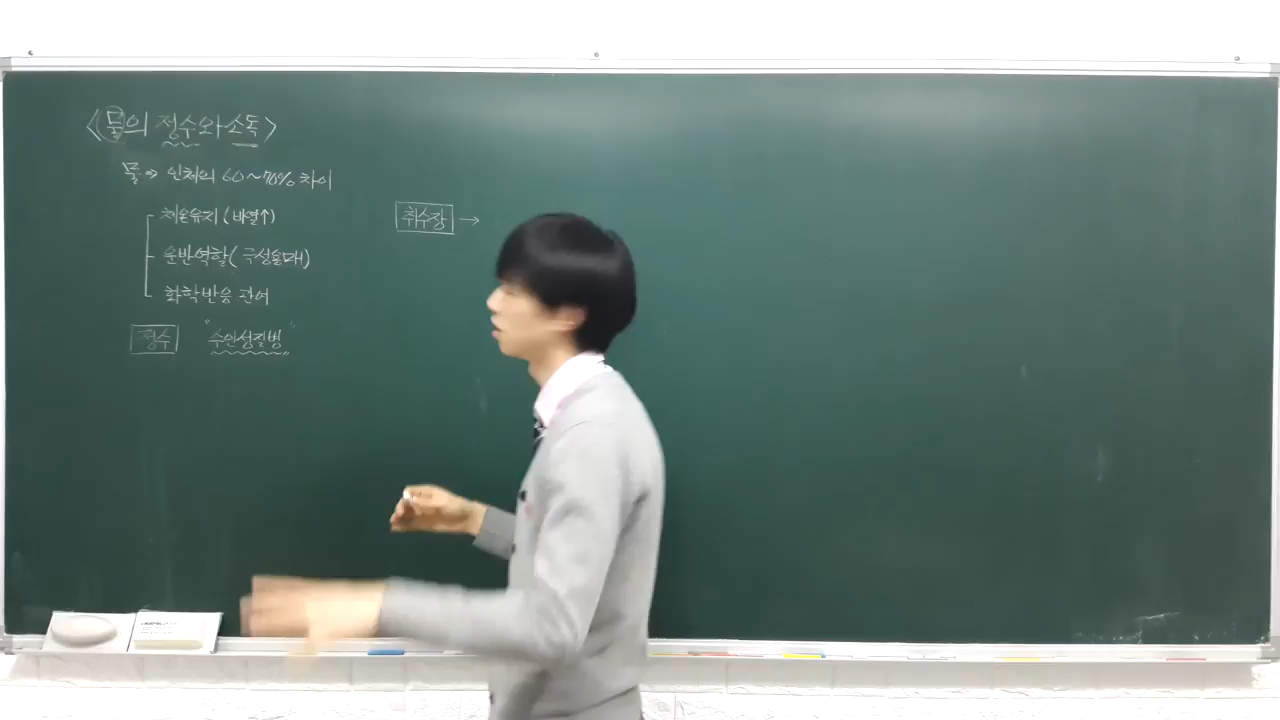 <물의 정수와 소독>
물 ⇒ 인체의 60~70% 차이
체온유지 (비열↑)
운반역할 (극성용매)
화학반응 관여
정수 "수인성질병"
취수장 →